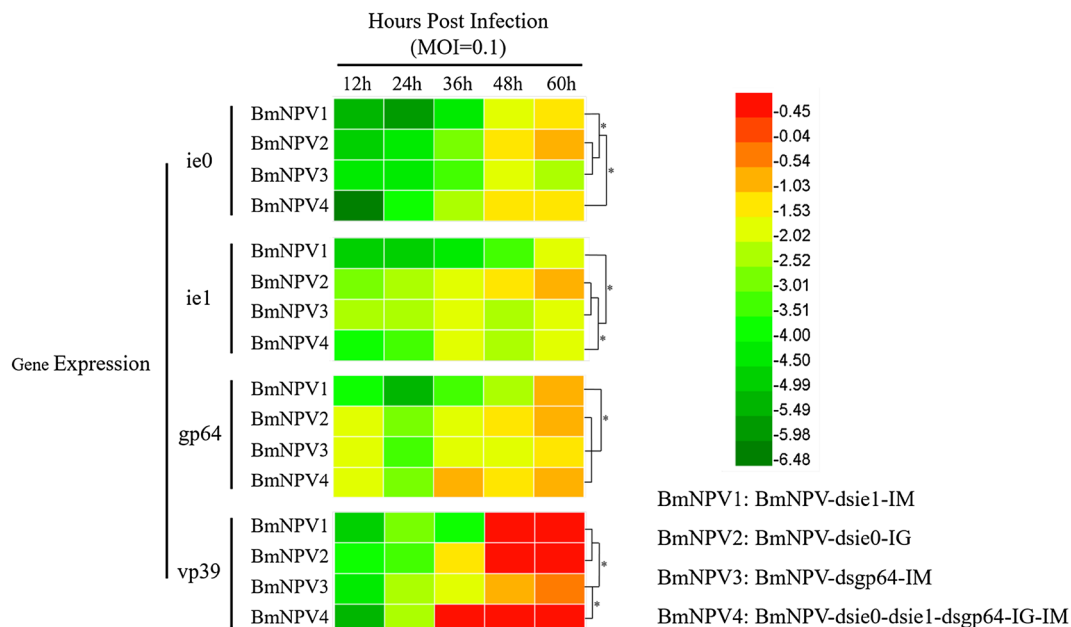 Hours Post Infection
(MOI=0.1)
12h 24h 36h 48h 60h
Gene Expression
ie0
BmNPV1
BmNPV2
BmNPV3
BmNPV4
*
*
ie1
BmNPV1
BmNPV2
BmNPV3
BmNPV4
*
*
gp64
BmNPV1
BmNPV2
BmNPV3
BmNPV4
*
vp39
BmNPV1
BmNPV2
BmNPV3
BmNPV4
*
*
-0.45
-0.04
-0.54
-1.03
-1.53
-2.02
-2.52
-3.01
-3.51
-4.00
-4.50
-4.99
-5.49
-5.98
-6.48
BmNPV1: BmNPV-dsie1-IM
BmNPV2: BmNPV-dsie0-IG
BmNPV3: BmNPV-dsgp64-IM
BmNPV4: BmNPV-dsie0-dsie1-dsgp64-IG-IM